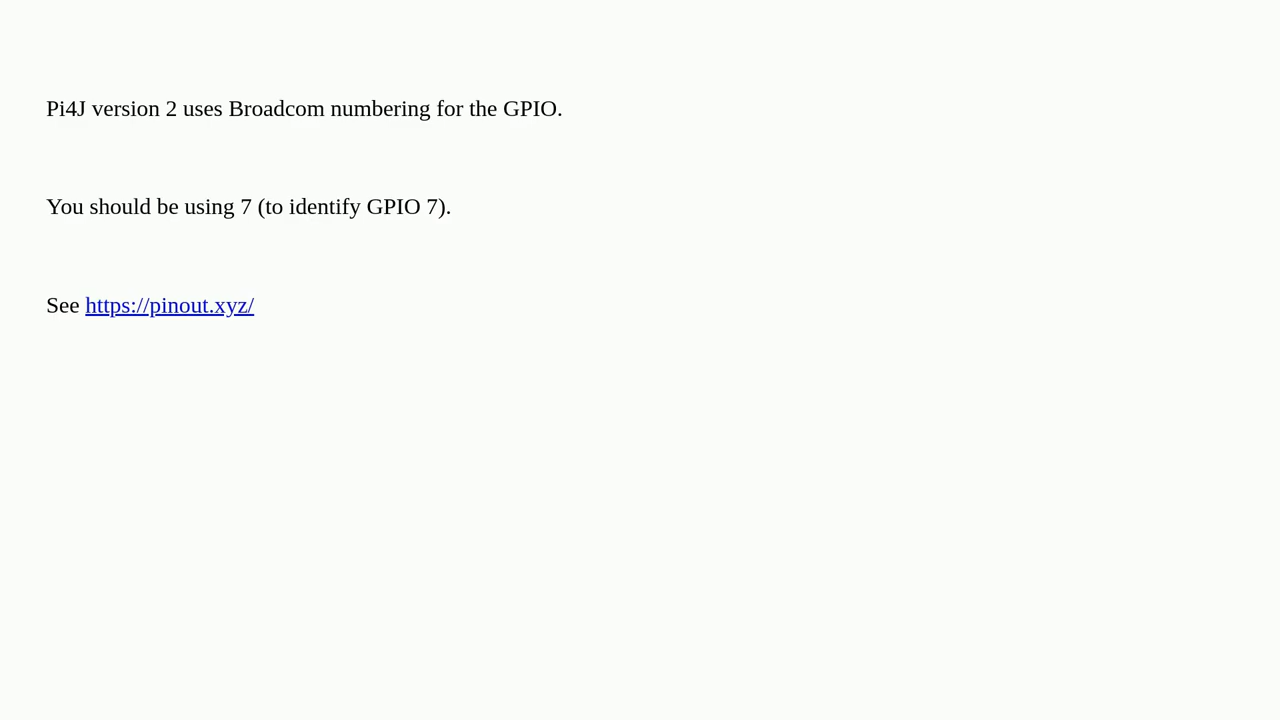 Pi4J version 2 uses Broadcom numbering for the GPIO.
You should be using 7 (to identify GPIO 7).
See https://pinout.xyz/